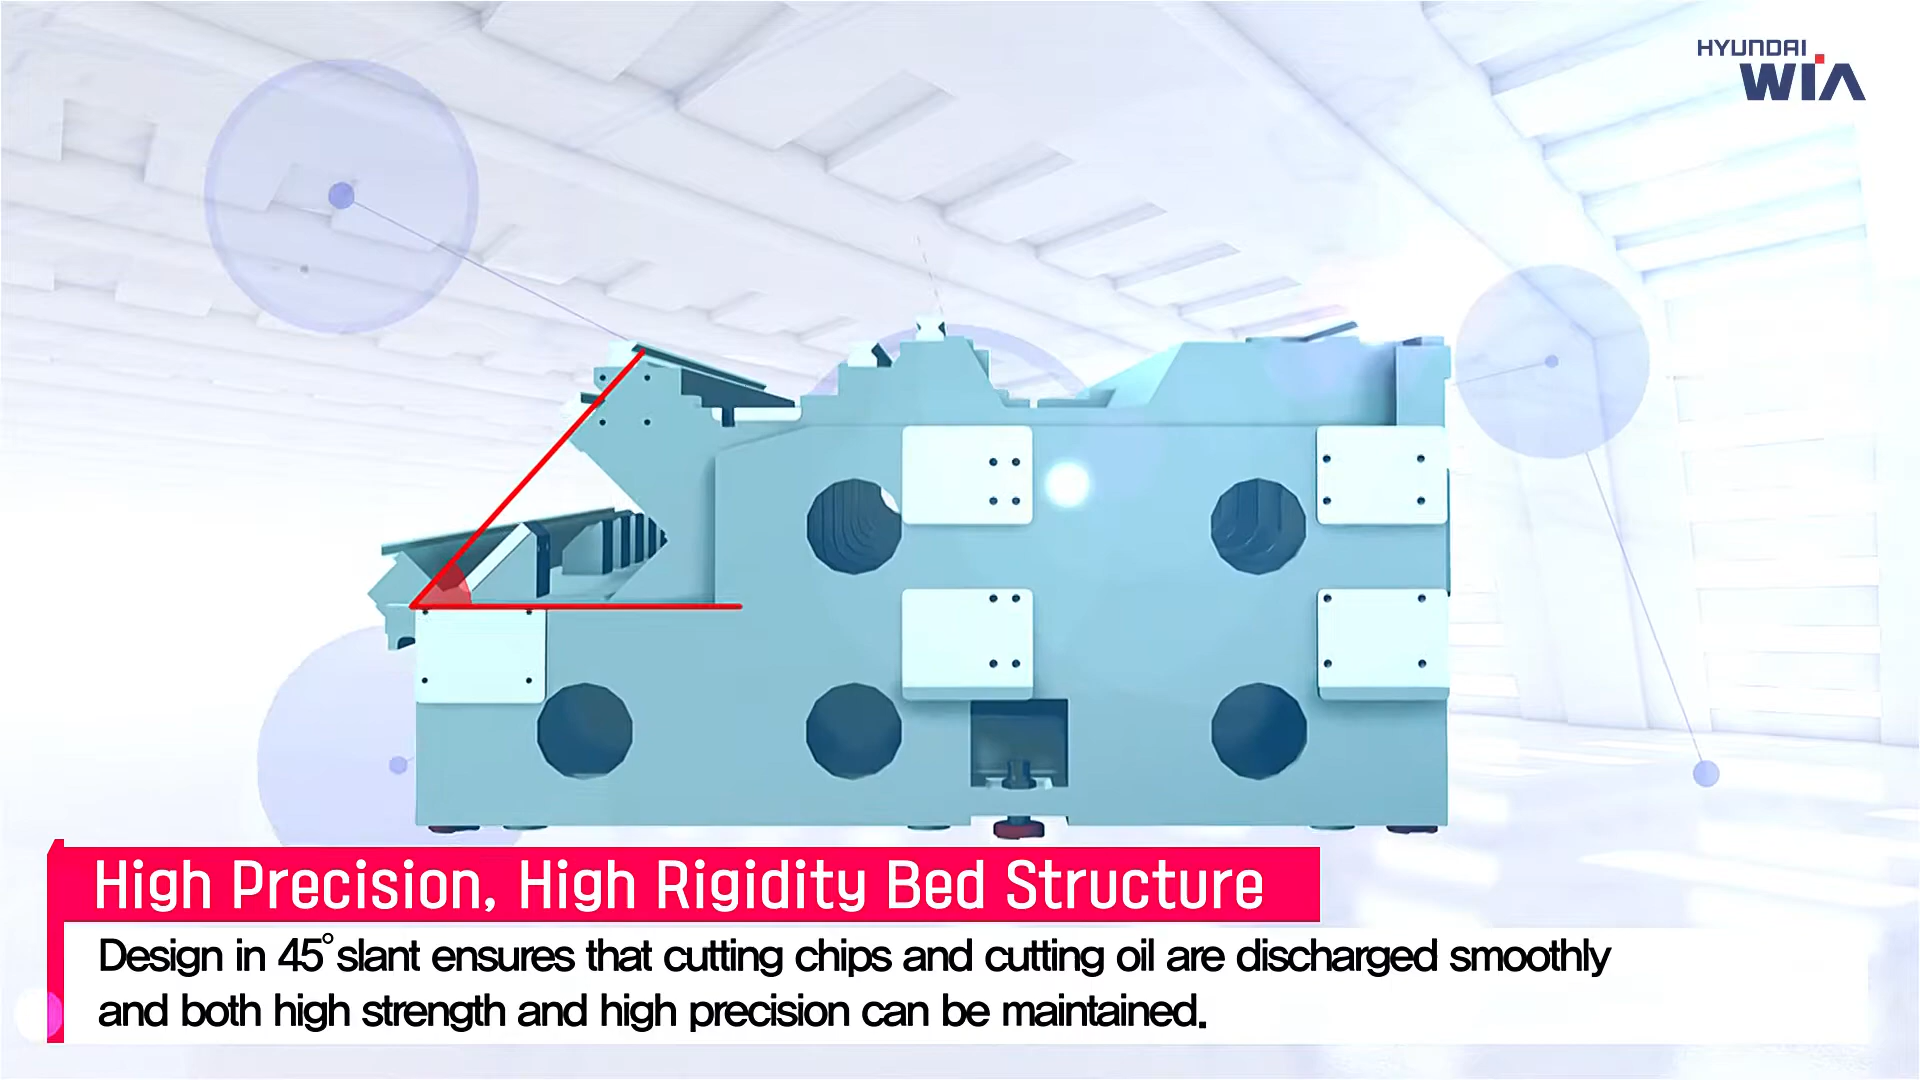 HYUNDAI
WIA
High Precision, High Rigidity Bed Structure
Design in 45° slant ensures that cutting chips and cutting oil are discharged smoothly
and both high strength and high precision can be maintained.